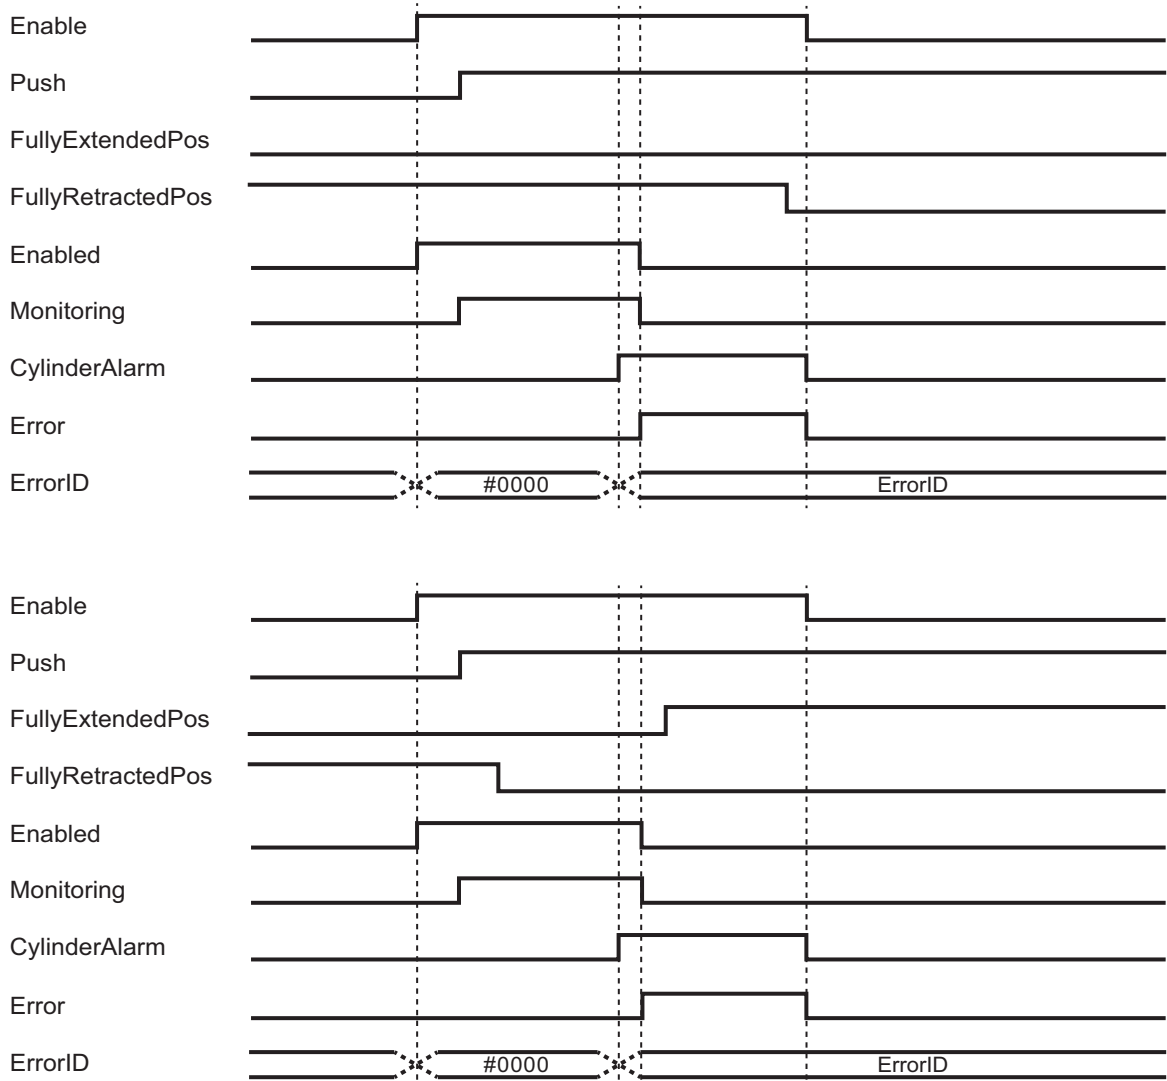 Enable
Push
FullyExtendedPos
FullyRetractedPos
Enabled
Monitoring
CylinderAlarm
Error
ErrorID #0000 ErrorID
Enable
Push
FullyExtendedPos
FullyRetractedPos
Enabled
Monitoring
CylinderAlarm
Error
ErrorID #0000 ErrorID